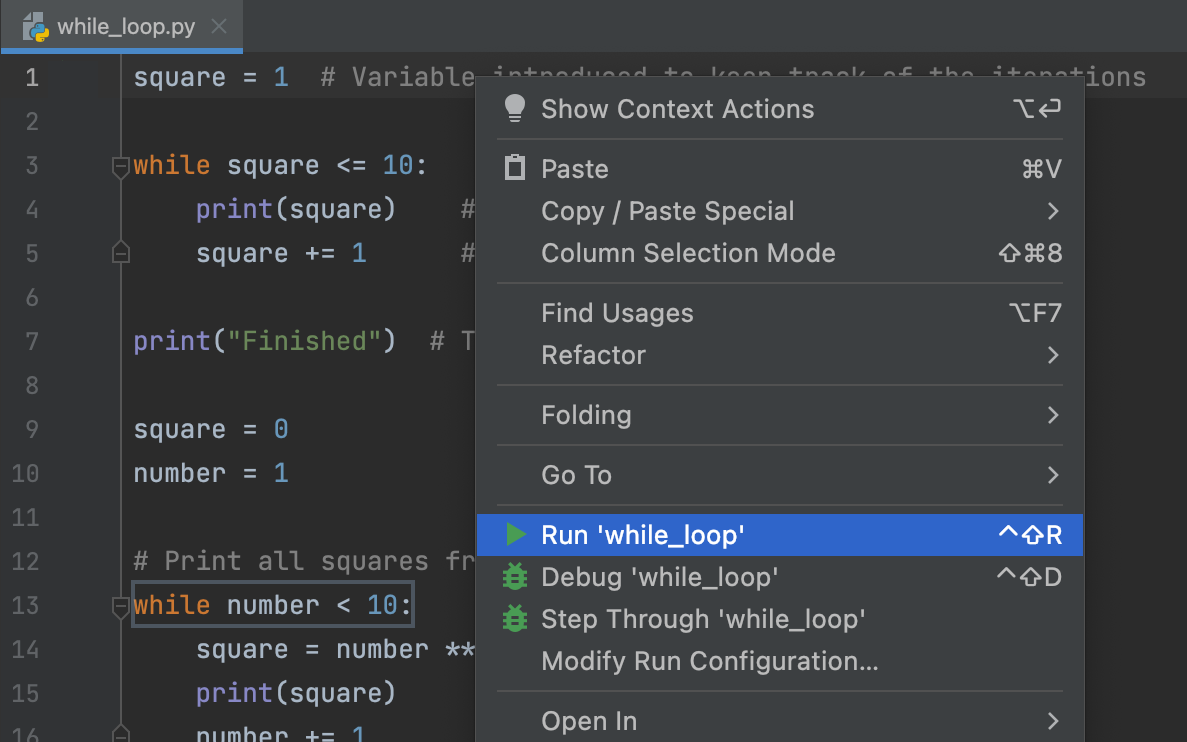 while_loop.py
1 square = 1 # Variable introduced to keep track of the iterations
2
3 while square <= 10:
4 print(square) #
5 square += 1 #
6
7 print("Finished") # T
8
9 square = 0
10 number = 1
11
12 # Print all squares fr
13 while number < 10:
14 square = number **
15 print(square)
16 number += 1
Show Context Actions ⌥⏎
Paste ⌘V
Copy / Paste Special >
Column Selection Mode ⇧⌘8
Find Usages ⌥F7
Refactor >
Folding >
Go To >
Run 'while_loop' ^⇧R
Debug 'while_loop' ^⇧D
Step Through 'while_loop'
Modify Run Configuration...
Open In >